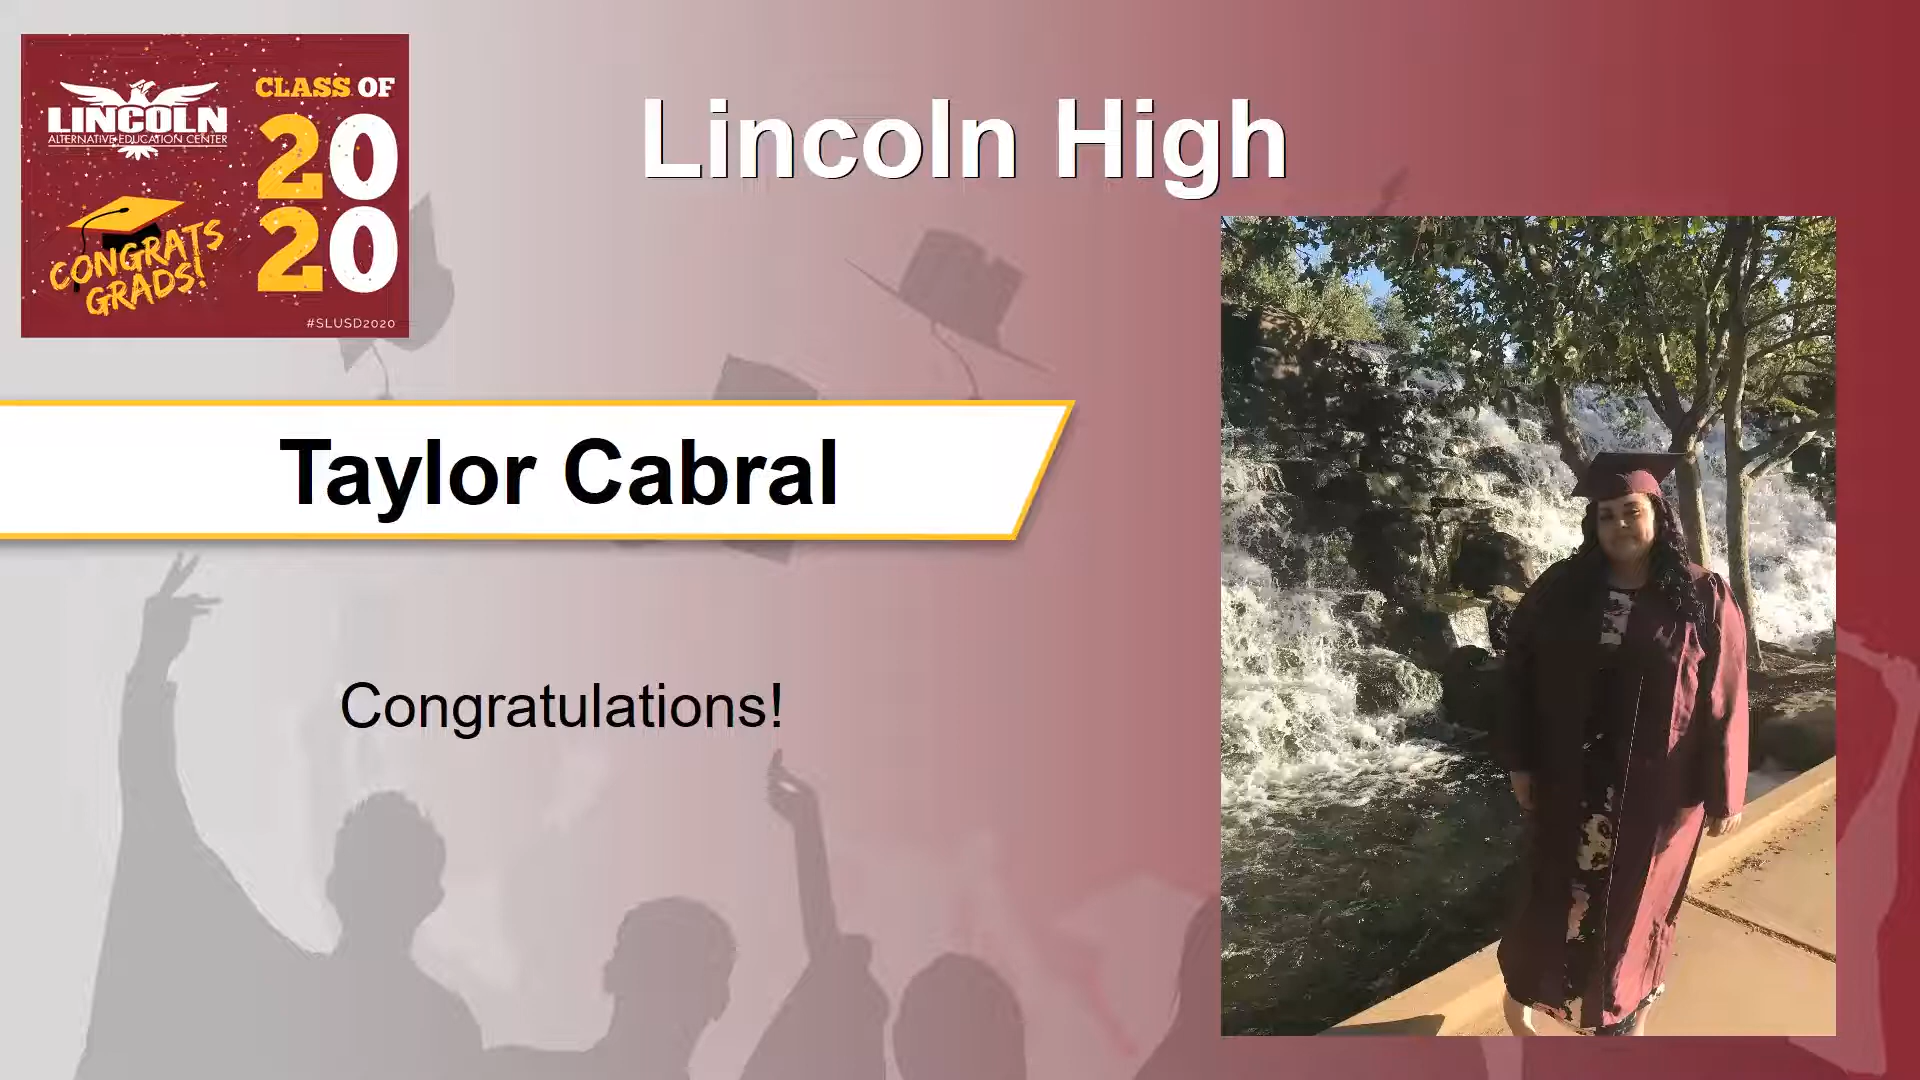 LINCOLN
ALTERNATIVE EDUCATION CENTER
CLASS OF
20
20
CONGRATS
GRADS!
#SLUSD2020
Lincoln High
Taylor Cabral
Congratulations!